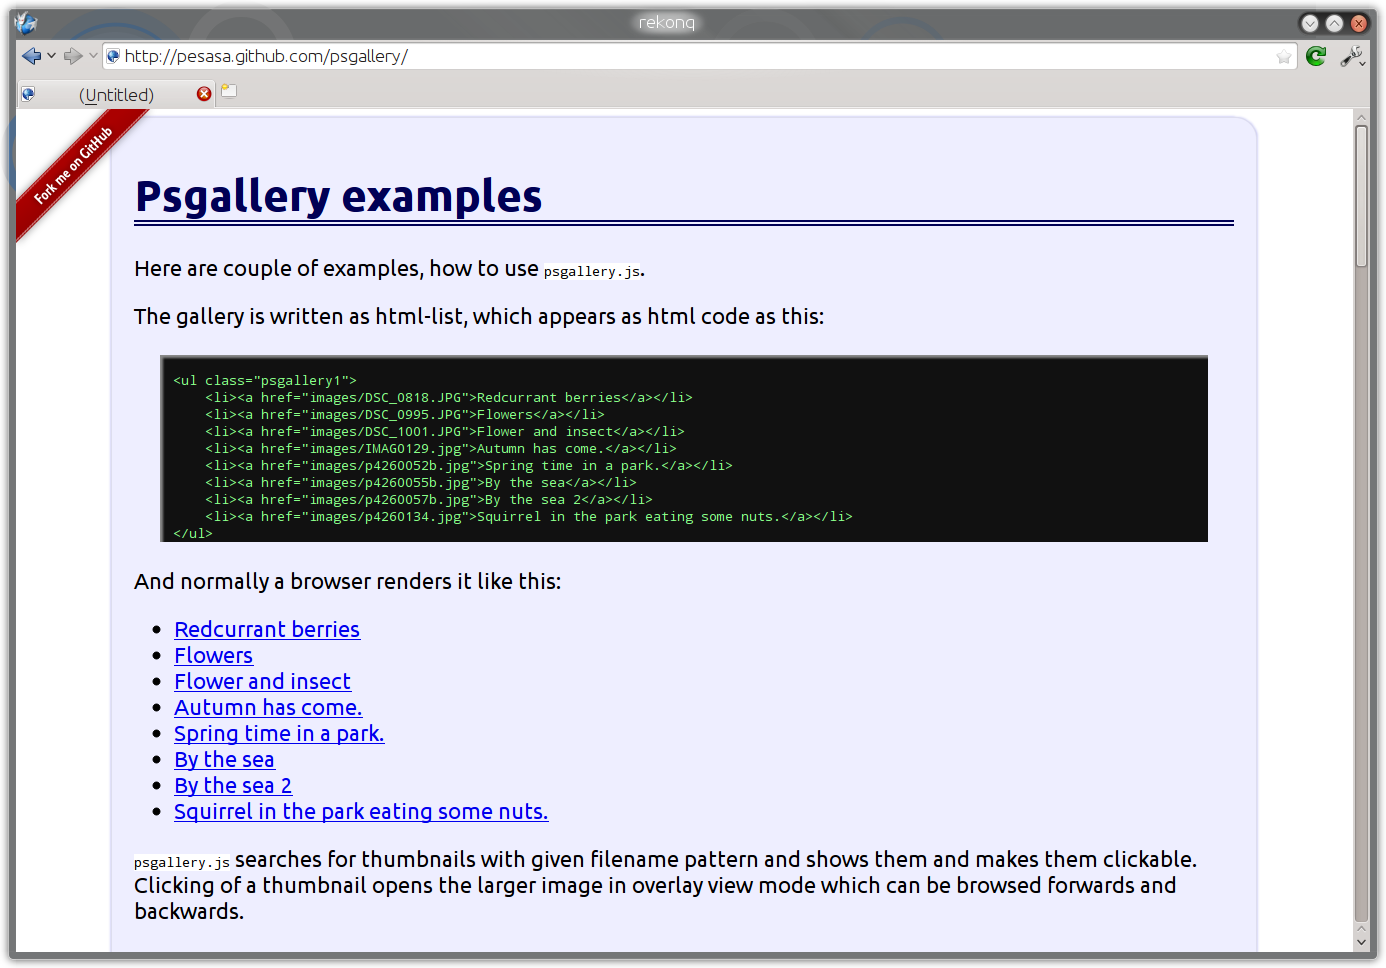 rekonq
http://pesasa.github.com/psgallery/
(Untitled)
Fork me on GitHub
Psgallery examples
Here are couple of examples, how to use psgallery.js.
The gallery is written as html-list, which appears as html code as this:
<ul class="psgallery1">
    <li><a href="images/DSC_0818.JPG">Redcurrant berries</a></li>
    <li><a href="images/DSC_0995.JPG">Flowers</a></li>
    <li><a href="images/DSC_1001.JPG">Flower and insect</a></li>
    <li><a href="images/IMAG0129.jpg">Autumn has come.</a></li>
    <li><a href="images/p4260052b.jpg">Spring time in a park.</a></li>
    <li><a href="images/p4260055b.jpg">By the sea</a></li>
    <li><a href="images/p4260057b.jpg">By the sea 2</a></li>
    <li><a href="images/p4260134.jpg">Squirrel in the park eating some nuts.</a></li>
</ul>
And normally a browser renders it like this:
• Redcurrant berries
• Flowers
• Flower and insect
• Autumn has come.
• Spring time in a park.
• By the sea
• By the sea 2
• Squirrel in the park eating some nuts.
psgallery.js searches for thumbnails with given filename pattern and shows them and makes them clickable.
Clicking of a thumbnail opens the larger image in overlay view mode which can be browsed forwards and
backwards.